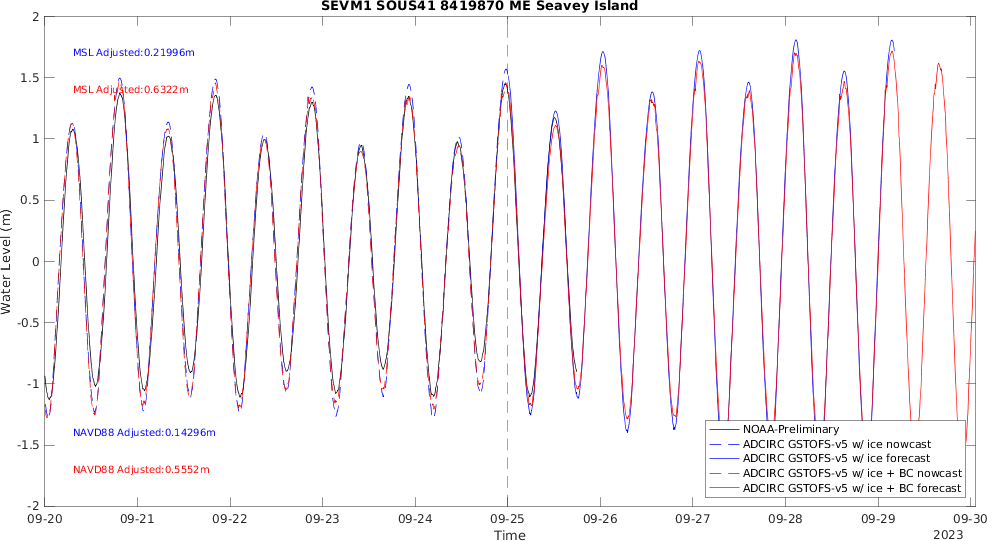 SEVM1 SOUS41 8419870 ME Seavey Island
2
1.5
1
0.5
0
-0.5
-1
-1.5
-2
Water Level (m)
MSL Adjusted:0.21996m
MSL Adjusted:0.6322m
NAVD88 Adjusted:0.14296m
NAVD88 Adjusted:0.5552m
NOAA-Preliminary
ADCIRC GSTOFS-v5 w/ ice nowcast
ADCIRC GSTOFS-v5 w/ ice forecast
ADCIRC GSTOFS-v5 w/ ice + BC nowcast
ADCIRC GSTOFS-v5 w/ ice + BC forecast
09-20 09-21 09-22 09-23 09-24 09-25 09-26 09-27 09-28 09-29 09-30
Time
2023